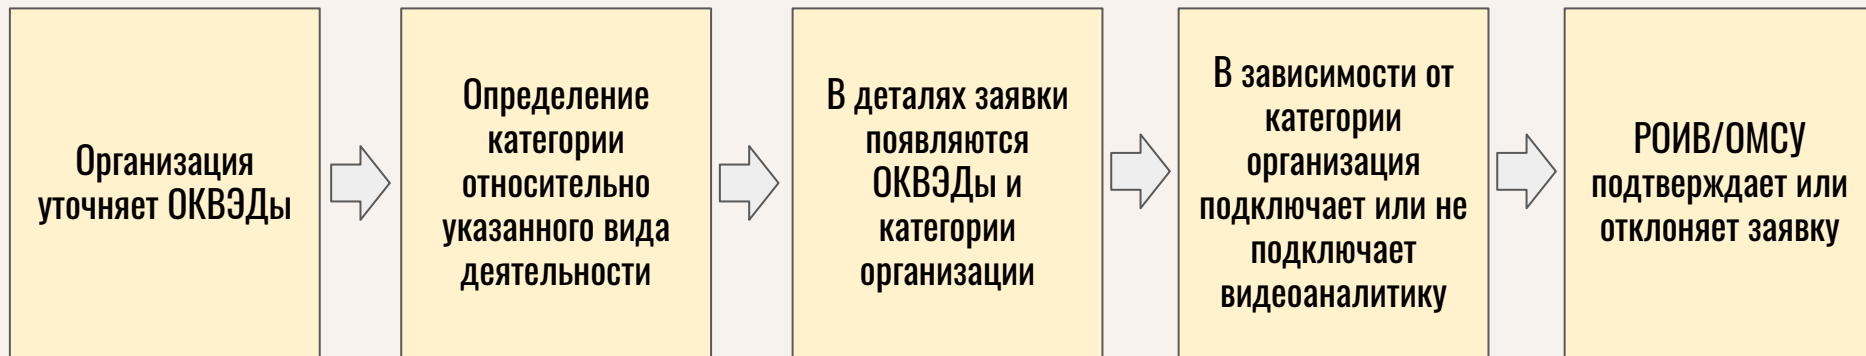 Организация
уточняет ОКВЭДы
Определение
категории
относительно
указанного вида
деятельности
В деталях заявки
появляются
ОКВЭДы и
категории
организации
В зависимости от
категории
организация
подключает или не
подключает
видеоаналитику
РОИВ/ОМСУ
подтверждает или
отклоняет заявку